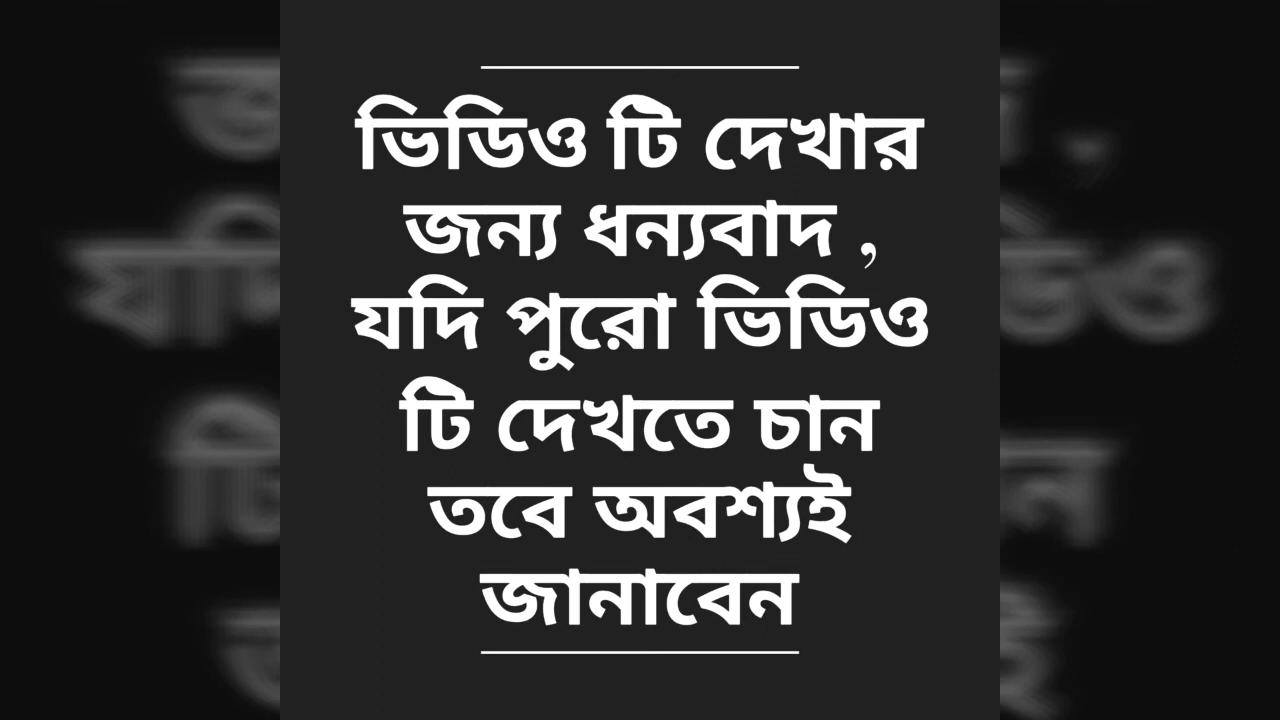 ভিডিও টি দেখার
জন্য ধন্যবাদ ,
যদি পুরো ভিডিও
টি দেখতে চান
তবে অবশ্যই
জানাবেন